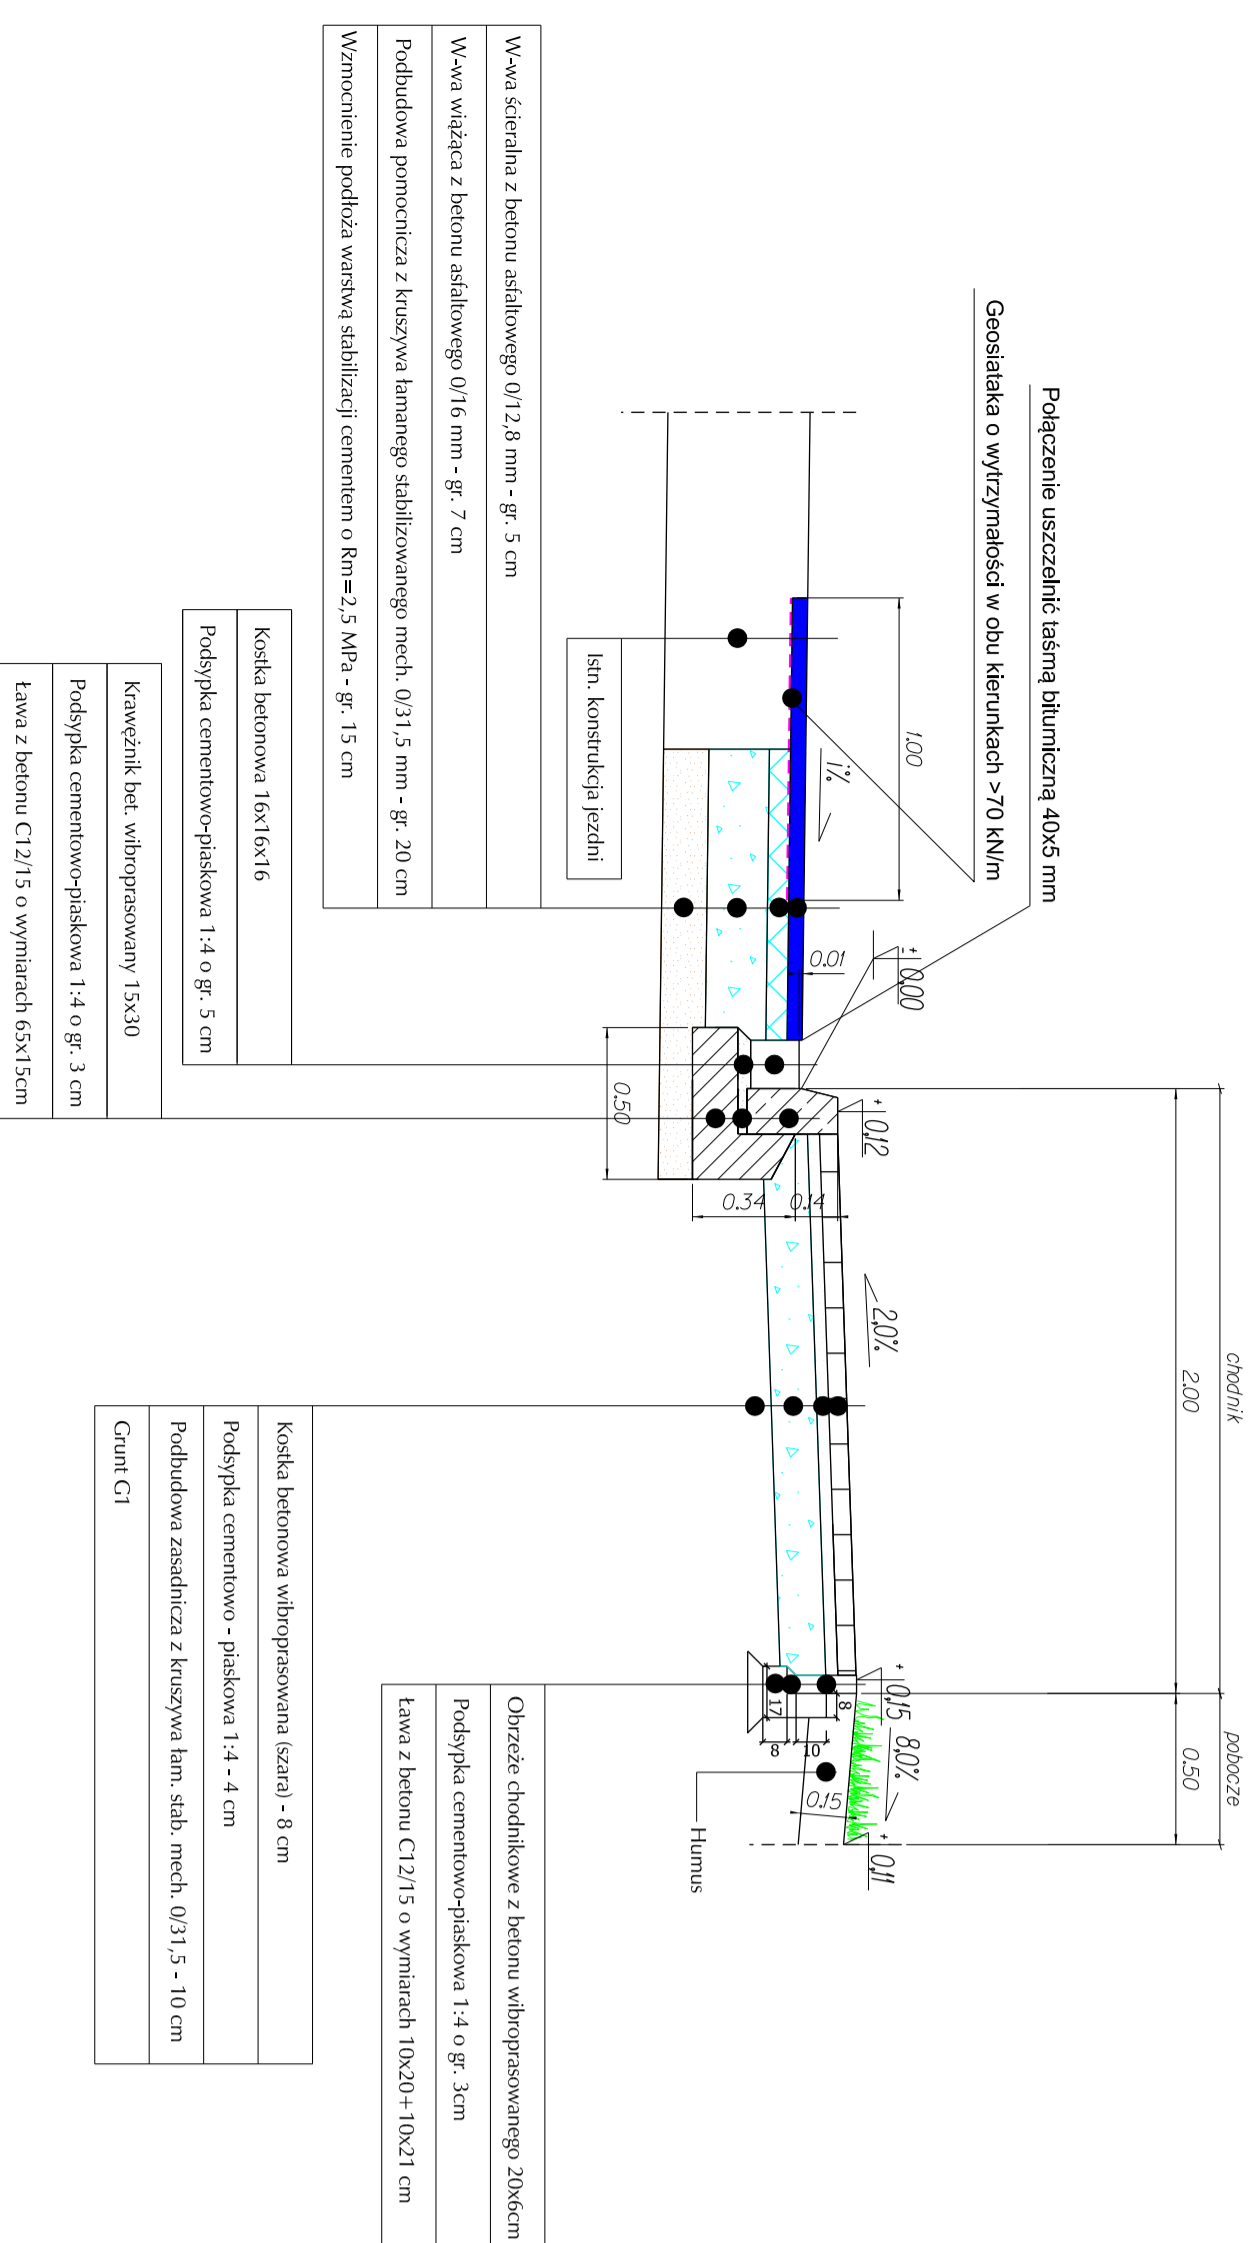 chodnik
pobocze
2.00
0.50
Połączenie uszczelnić taśmą bitumiczną 40x5 mm
Geosiataka o wytrzymałości w obu kierunkach >70 kN/m
1.00
i%
+
- 0,00
0.01
+ 0,12
2,0%
+ 0,15
8,0%
+ 0,11
0.50
0.34
0.14
8
17
8
10
0.15
Humus
Istn. konstrukcja jezdni
W-wa ścieralna z betonu asfaltowego 0/12,8 mm - gr. 5 cm
W-wa wiążąca z betonu asfaltowego 0/16 mm - gr. 7 cm
Podbudowa pomocnicza z kruszywa łamanego stabilizowanego mech. 0/31,5 mm - gr. 20 cm
Wzmocnienie podłoża warstwą stabilizacji cementem o Rm=2,5 MPa - gr. 15 cm
Kostka betonowa 16x16x16
Podsypka cementowo-piaskowa 1:4 o gr. 5 cm
Krawężnik bet. wibroprasowany 15x30
Podsypka cementowo-piaskowa 1:4 o gr. 3 cm
Ława z betonu C12/15 o wymiarach 65x15cm
Obrzeże chodnikowe z betonu wibroprasowanego 20x6cm
Podsypka cementowo-piaskowa 1:4 o gr. 3cm
Ława z betonu C12/15 o wymiarach 10x20+10x21 cm
Kostka betonowa wibroprasowana (szara) - 8 cm
Podsypka cementowo - piaskowa 1:4 - 4 cm
Podbudowa zasadnicza z kruszywa łam. stab. mech. 0/31,5 - 10 cm
Grunt G1